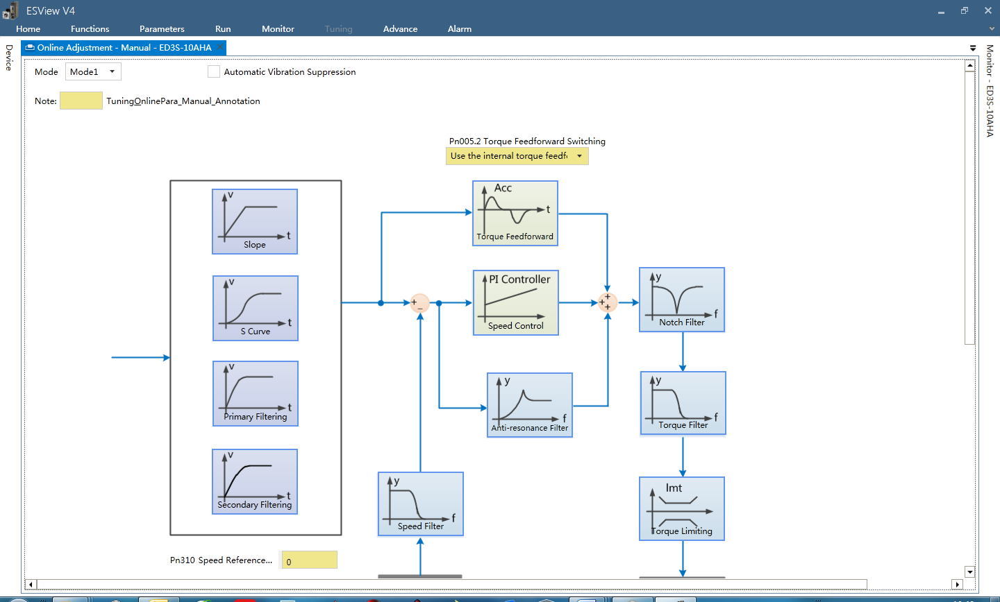 ESView V4
Home Functions Parameters Run Monitor Tuning Advance Alarm
Device
Online Adjustment - Manual - ED3S-10AHA
Monitor - ED3S-10AHA
Mode Mode1 Automatic Vibration Suppression
Note: TuningOnlinePara_Manual_Annotation
Pn005.2 Torque Feedforward Switching
Use the internal torque feedf
v
t
Slope
v
t
S Curve
v
t
Primary Filtering
v
t
Secondary Filtering
Acc
t
Torque Feedforward
+
−
PI Controller
Speed Control
+
+
+
y
f
Notch Filter
y
f
Anti-resonance Filter
y
f
Torque Filter
y
f
Speed Filter
lmt
Torque Limiting
Pn310 Speed Reference... 0